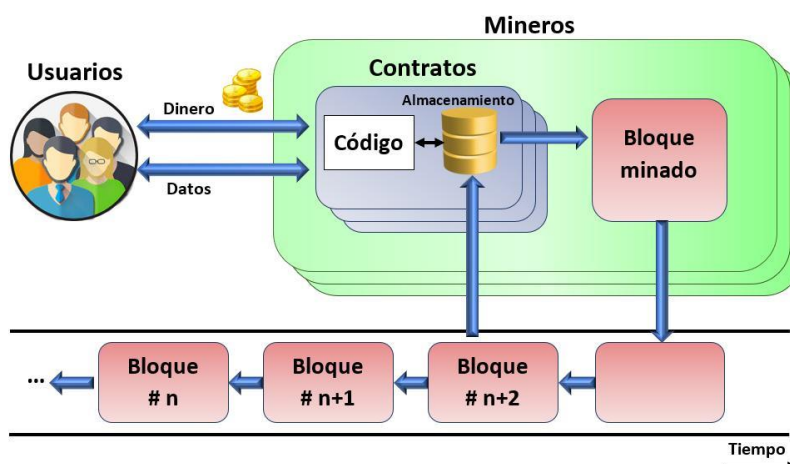 Mineros
Usuarios
Contratos
Dinero
Almacenamiento
Código
Bloque
minado
Datos
...
Bloque
# n
Bloque
# n+1
Bloque
# n+2
Tiempo